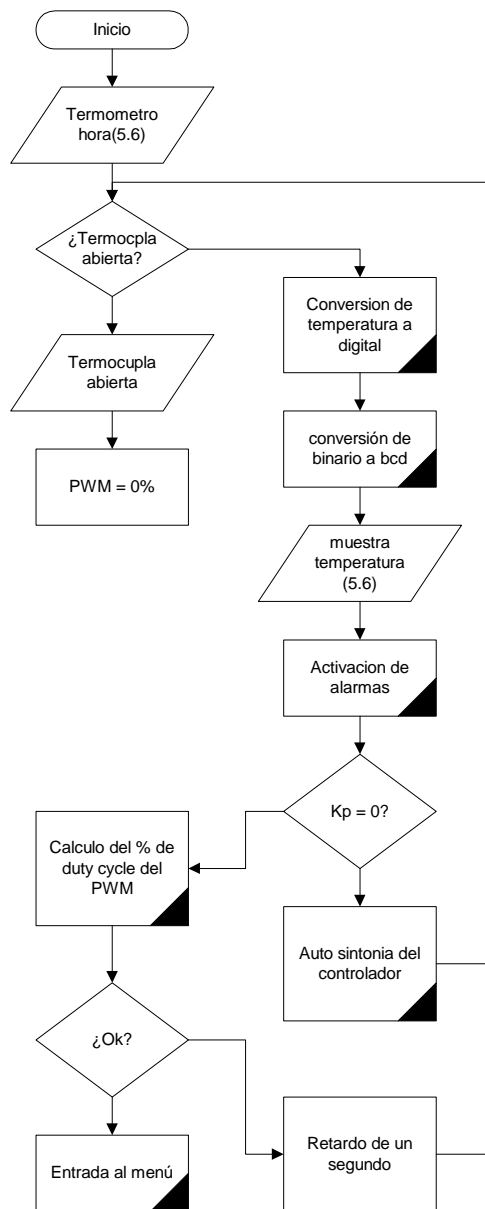 Inicio
Termometro
hora(5.6)
¿Termocpla
abierta?
Termocupla
abierta
PWM = 0%
Conversion de
temperatura a
digital
conversión de
binario a bcd
muestra
temperatura
(5.6)
Activacion de
alarmas
Kp = 0?
Calculo del % de
duty cycle del
PWM
Auto sintonia del
controlador
¿Ok?
Entrada al menú
Retardo de un
segundo